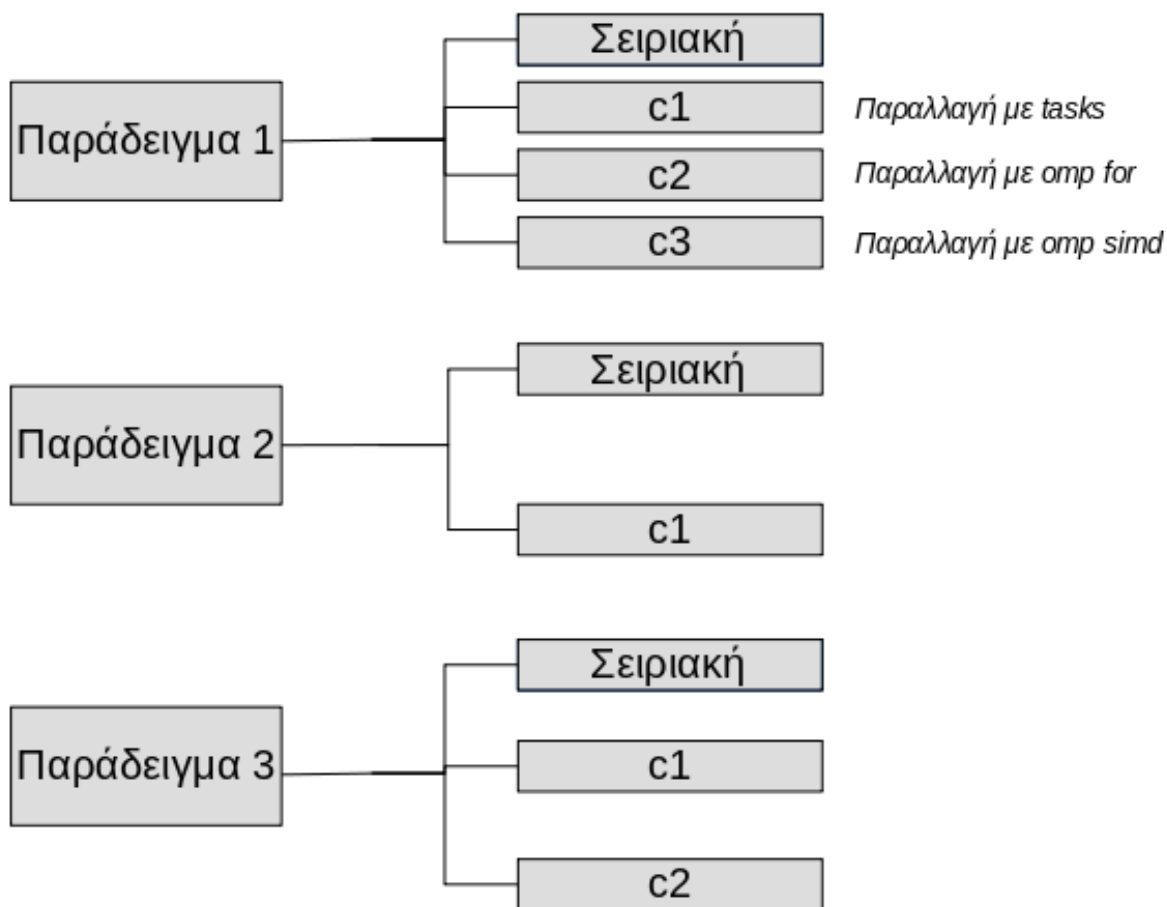 Σειριακή
Παράδειγμα 1
c1
Παραλλαγή με tasks
c2
Παραλλαγή με omp for
c3
Παραλλαγή με omp simd
Σειριακή
Παράδειγμα 2
c1
Σειριακή
Παράδειγμα 3
c1
c2